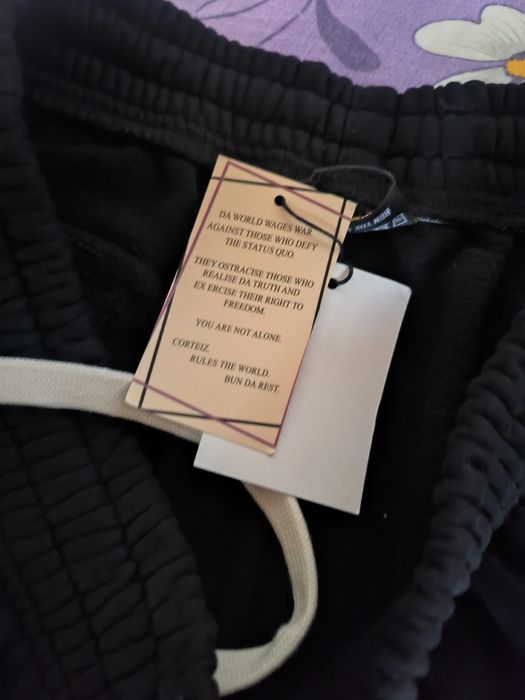 DA WORLD WAGES WAR
AGAINST THOSE WHO DEFY
THE STATUS QUO.
THEY OSTRACISE THOSE WHO
REALISE DA TRUTH AND
EX ERCISE THEIR RIGHT TO
FREEDOM.
YOU ARE NOT ALONE.
CORTEIZ.
RULES THE WORLD.
BUN DA REST.